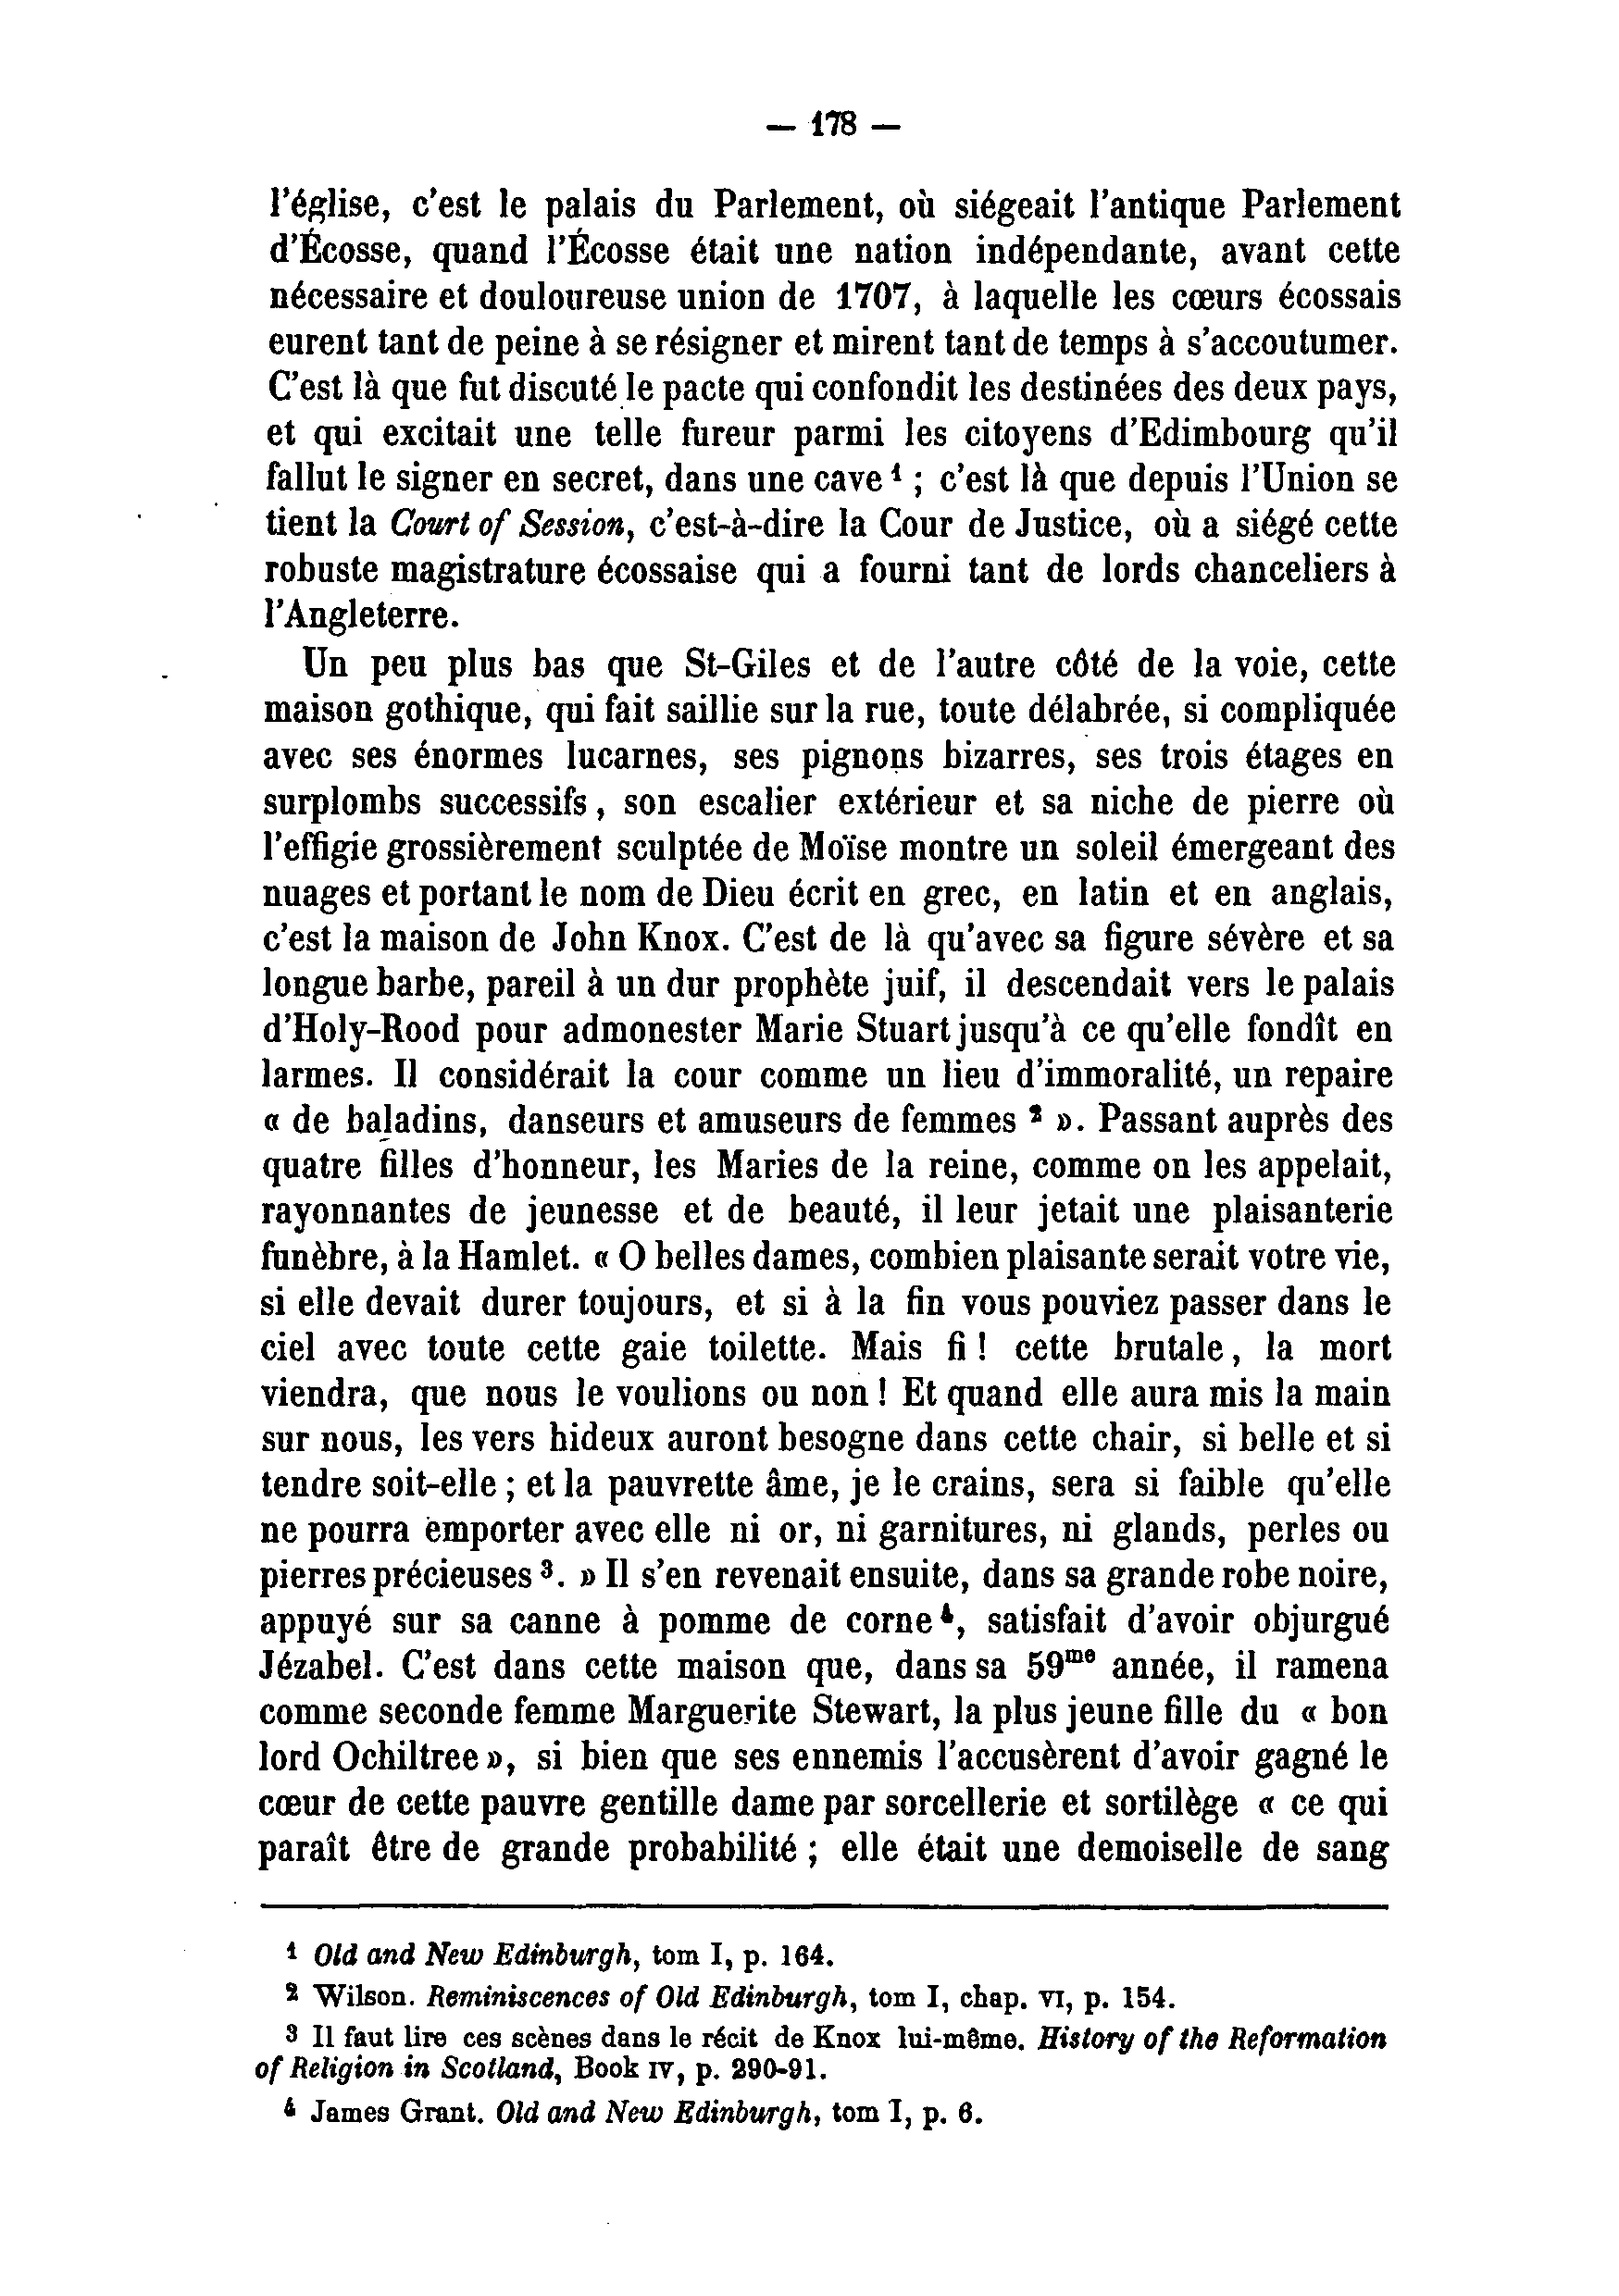 — 178 —
l'église, c'est le palais du Parlement, où siégeait l'antique Parlement
d'Écosse, quand l'Écosse était une nation indépendante, avant cette
nécessaire et douloureuse union de 1707, à laquelle les cœurs écossais
eurent tant de peine à se résigner et mirent tant de temps à s'accoutumer.
C'est là que fut discuté le pacte qui confondit les destinées des deux pays,
et qui excitait une telle fureur parmi les citoyens d'Edimbourg qu'il
fallut le signer en secret, dans une cave ¹ ; c'est là que depuis l'Union se
tient la Court of Session, c'est-à-dire la Cour de Justice, où a siégé cette
robuste magistrature écossaise qui a fourni tant de lords chanceliers à
l'Angleterre.
Un peu plus bas que St-Giles et de l'autre côté de la voie, cette
maison gothique, qui fait saillie sur la rue, toute délabrée, si compliquée
avec ses énormes lucarnes, ses pignons bizarres, ses trois étages en
surplombs successifs, son escalier extérieur et sa niche de pierre où
l'effigie grossièrement sculptée de Moïse montre un soleil émergeant des
nuages et portant le nom de Dieu écrit en grec, en latin et en anglais,
c'est la maison de John Knox. C'est de là qu'avec sa figure sévère et sa
longue barbe, pareil à un dur prophète juif, il descendait vers le palais
d'Holy-Rood pour admonester Marie Stuart jusqu'à ce qu'elle fondît en
larmes. Il considérait la cour comme un lieu d'immoralité, un repaire
« de baladins, danseurs et amuseurs de femmes ² ». Passant auprès des
quatre filles d'honneur, les Maries de la reine, comme on les appelait,
rayonnantes de jeunesse et de beauté, il leur jetait une plaisanterie
funèbre, à la Hamlet. « O belles dames, combien plaisante serait votre vie,
si elle devait durer toujours, et si à la fin vous pouviez passer dans le
ciel avec toute cette gaie toilette. Mais fi ! cette brutale, la mort
viendra, que nous le voulions ou non ! Et quand elle aura mis la main
sur nous, les vers hideux auront besogne dans cette chair, si belle et si
tendre soit-elle ; et la pauvrette âme, je le crains, sera si faible qu'elle
ne pourra emporter avec elle ni or, ni garnitures, ni glands, perles ou
pierres précieuses ³. » Il s'en revenait ensuite, dans sa grande robe noire,
appuyé sur sa canne à pomme de corne ⁴, satisfait d'avoir objurgué
Jézabel. C'est dans cette maison que, dans sa 59ᵐᵉ année, il ramena
comme seconde femme Marguerite Stewart, la plus jeune fille du « bon
lord Ochiltree », si bien que ses ennemis l'accusèrent d'avoir gagné le
cœur de cette pauvre gentille dame par sorcellerie et sortilège « ce qui
paraît être de grande probabilité ; elle était une demoiselle de sang
¹ Old and New Edinburgh, tom I, p. 164.
² Wilson. Reminiscences of Old Edinburgh, tom I, chap. VI, p. 154.
³ Il faut lire ces scènes dans le récit de Knox lui-même. History of the Reformation
of Religion in Scotland, Book IV, p. 290-91.
⁴ James Grant. Old and New Edinburgh, tom I, p. 6.